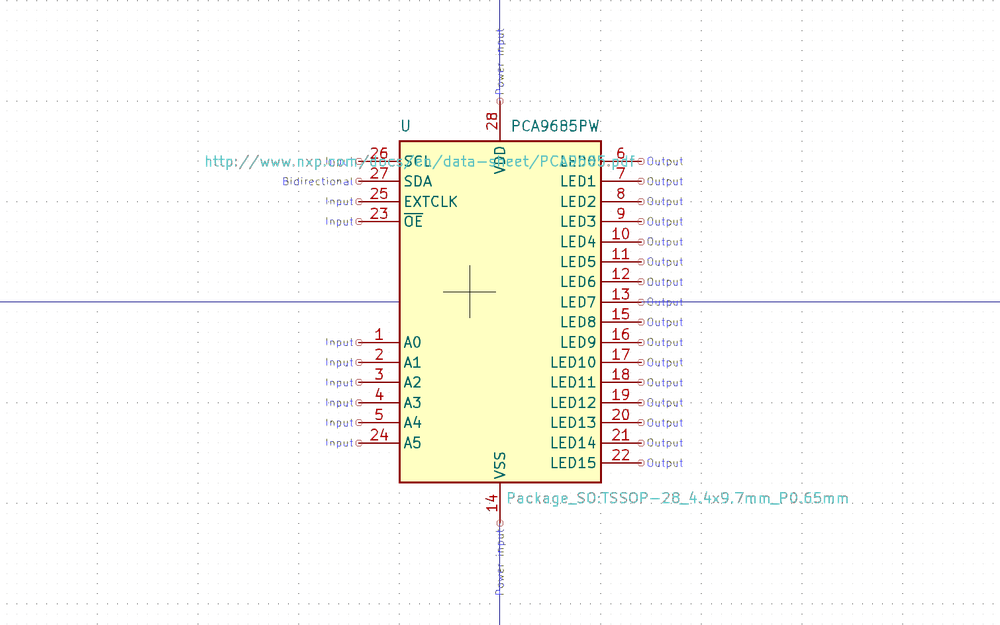 Power input
28
U PCA9685PW
VDD
http://www.nxp.com/docs/en/data-sheet/PCA9685.pdf
Input 26 SCL
LED0 6 Output
Bidirectional 27 SDA
LED1 7 Output
Input 25 EXTCLK
LED2 8 Output
Input 23 OE
LED3 9 Output
LED4 10 Output
LED5 11 Output
LED6 12 Output
LED7 13 Output
LED8 15 Output
Input 1 A0
LED9 16 Output
Input 2 A1
LED10 17 Output
Input 3 A2
LED11 18 Output
Input 4 A3
LED12 19 Output
Input 5 A4
LED13 20 Output
Input 24 A5
LED14 21 Output
LED15 22 Output
VSS
14
Package_SO:TSSOP-28_4.4x9.7mm_P0.65mm
Power input